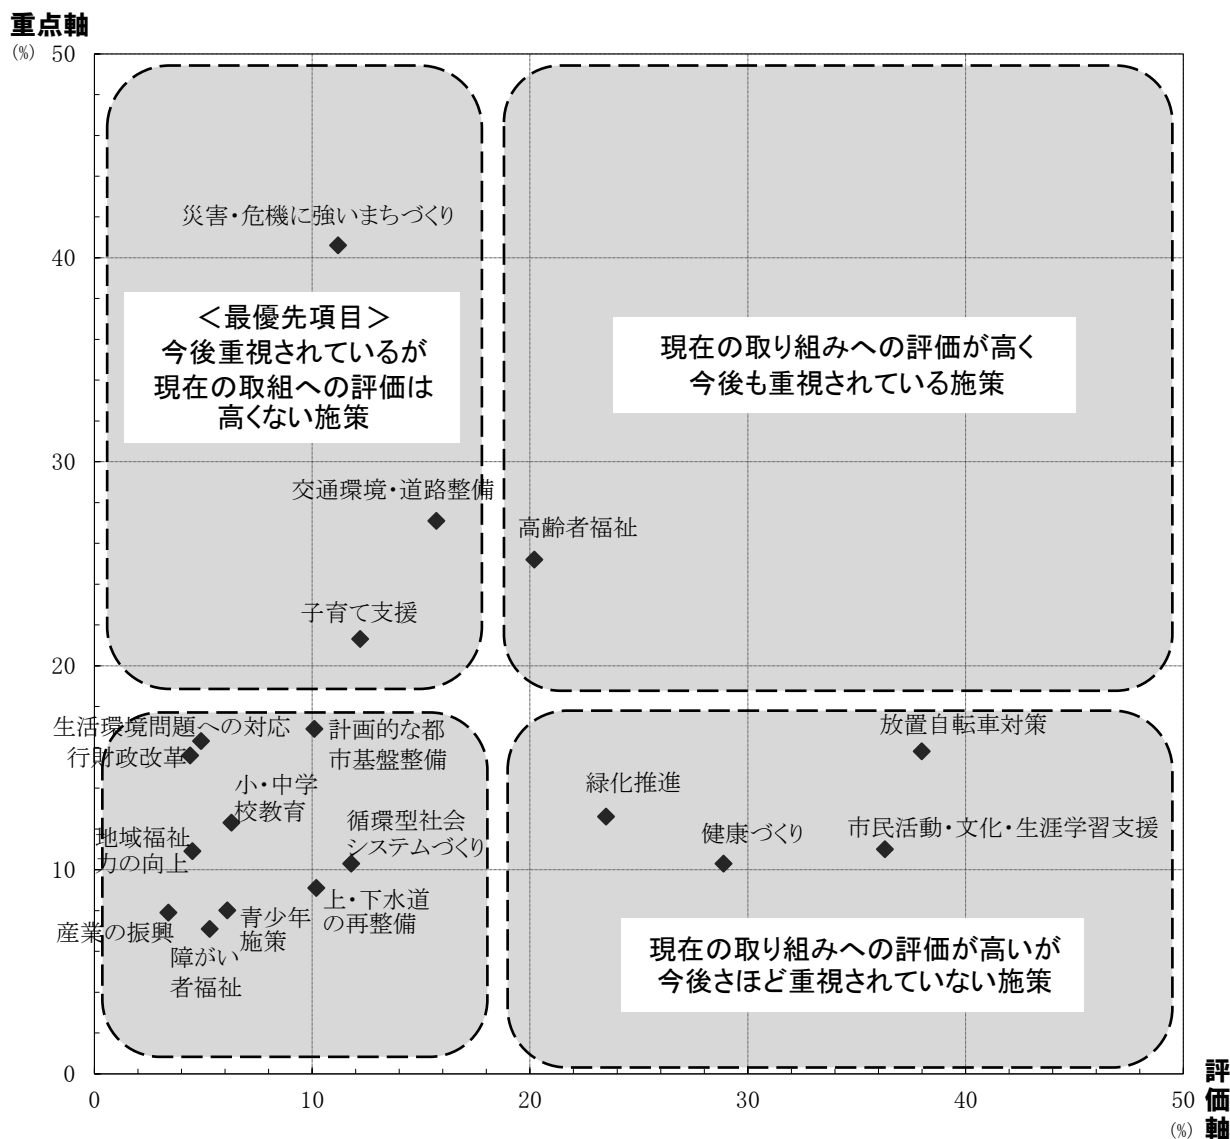 重点軸
(%)
50
災害・危機に強いまちづくり
40
＜最優先項目＞
今後重視されているが
現在の取組への評価は
高くない施策
現在の取り組みへの評価が高く
今後も重視されている施策
30
交通環境・道路整備
高齢者福祉
子育て支援
20
生活環境問題への対応
行財政改革
計画的な都
市基盤整備
放置自転車対策
小・中学
校教育
緑化推進
循環型社会
システムづくり
健康づくり
市民活動・文化・生涯学習支援
地域福祉
力の向上
10
上・下水道
の再整備
青少年
施策
産業の振興
障がい
者福祉
現在の取り組みへの評価が高いが
今後さほど重視されていない施策
0
0
10
20
30
40
50
(%)
評
価
軸